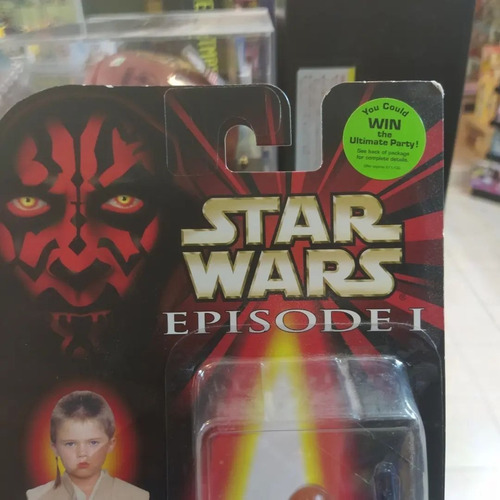 You Could
WIN
the
Ultimate Party!
See back of package
for complete details.
STAR
WARS
EPISODE I